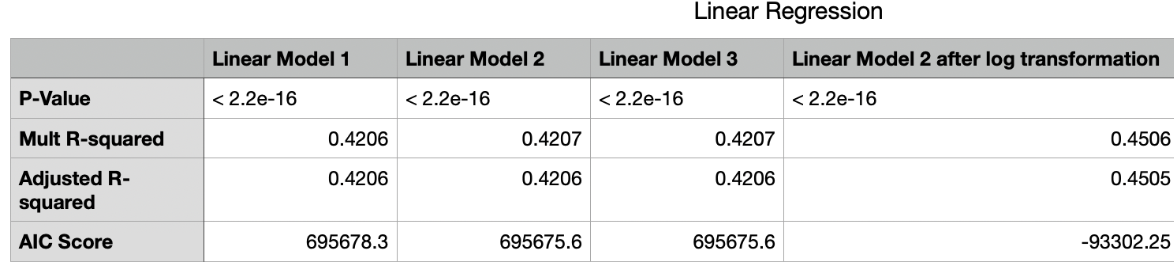 Linear Regression
Linear Model 1 Linear Model 2 Linear Model 3 Linear Model 2 after log transformation
P-Value < 2.2e-16 < 2.2e-16 < 2.2e-16 < 2.2e-16
Mult R-squared 0.4206 0.4207 0.4207 0.4506
Adjusted R-
squared 0.4206 0.4206 0.4206 0.4505
AIC Score 695678.3 695675.6 695675.6 -93302.25